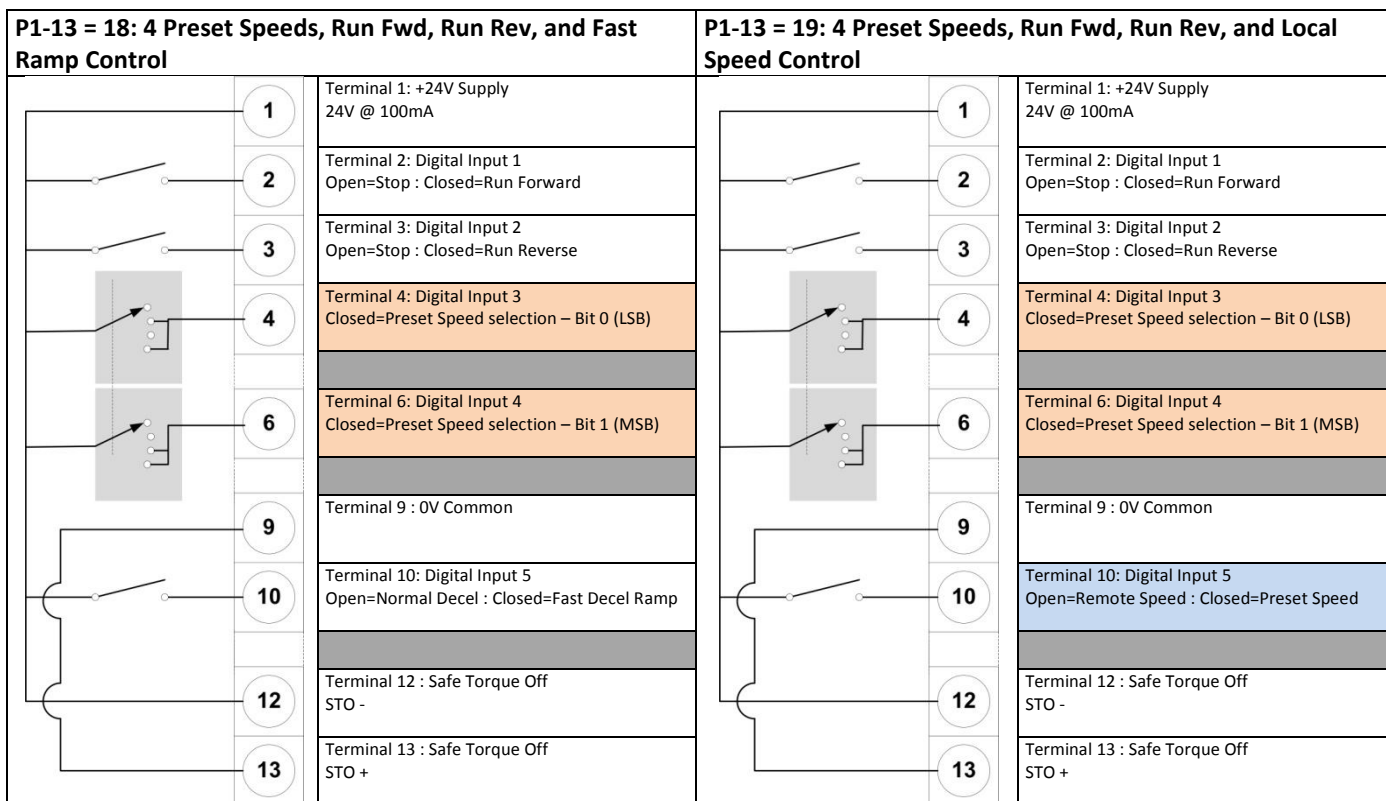 P1-13 = 18: 4 Preset Speeds, Run Fwd, Run Rev, and Fast
Ramp Control
1
Terminal 1: +24V Supply
24V @ 100mA
2
Terminal 2: Digital Input 1
Open=Stop : Closed=Run Forward
3
Terminal 3: Digital Input 2
Open=Stop : Closed=Run Reverse
4
Terminal 4: Digital Input 3
Closed=Preset Speed selection – Bit 0 (LSB)
6
Terminal 6: Digital Input 4
Closed=Preset Speed selection – Bit 1 (MSB)
9
Terminal 9 : 0V Common
10
Terminal 10: Digital Input 5
Open=Normal Decel : Closed=Fast Decel Ramp
12
Terminal 12 : Safe Torque Off
STO -
13
Terminal 13 : Safe Torque Off
STO +
P1-13 = 19: 4 Preset Speeds, Run Fwd, Run Rev, and Local
Speed Control
1
Terminal 1: +24V Supply
24V @ 100mA
2
Terminal 2: Digital Input 1
Open=Stop : Closed=Run Forward
3
Terminal 3: Digital Input 2
Open=Stop : Closed=Run Reverse
4
Terminal 4: Digital Input 3
Closed=Preset Speed selection – Bit 0 (LSB)
6
Terminal 6: Digital Input 4
Closed=Preset Speed selection – Bit 1 (MSB)
9
Terminal 9 : 0V Common
10
Terminal 10: Digital Input 5
Open=Remote Speed : Closed=Preset Speed
12
Terminal 12 : Safe Torque Off
STO -
13
Terminal 13 : Safe Torque Off
STO +